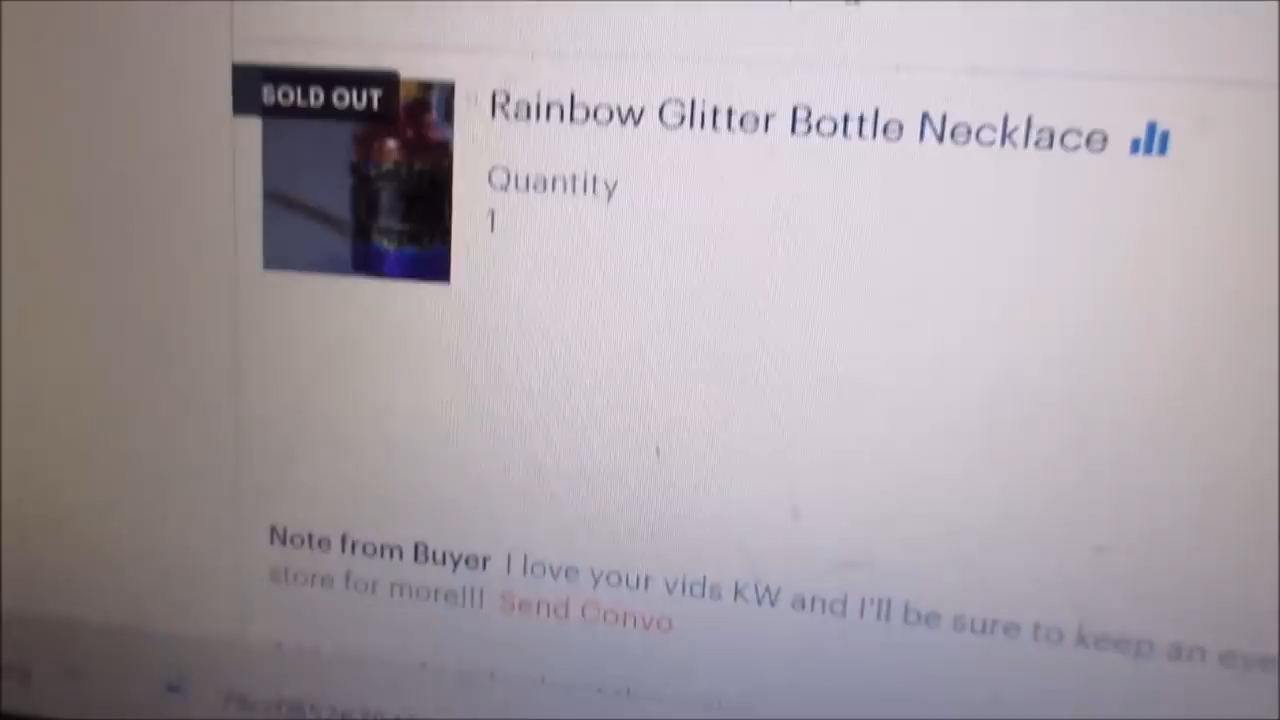 SOLD OUT
Rainbow Glitter Bottle Necklace
Quantity
1
Note from Buyer I love your vids KW and I'll be sure to keep an eye
store for more!!! Send Convo